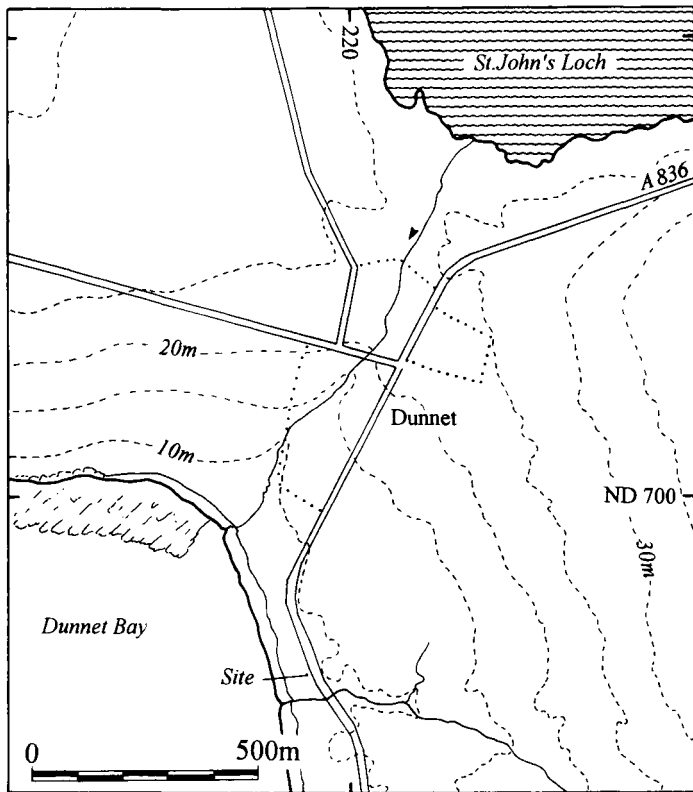 220
St.John's Loch
A 836
20m
Dunnet
10m
ND 700
30m
Dunnet Bay
Site
0 500m